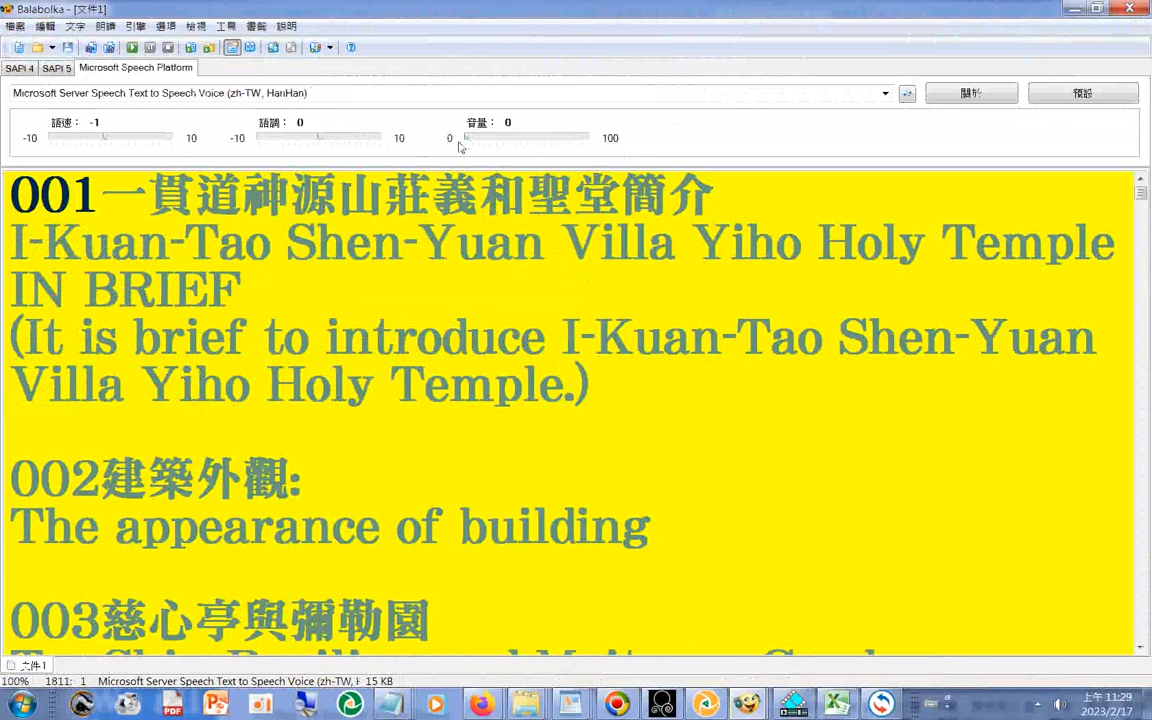 Balabolka - [文件1]
檔案 編輯 文字 朗讀 引擎 選項 檢視 工具 書籤 說明
SAPI 4 SAPI 5 Microsoft Speech Platform
Microsoft Server Speech Text to Speech Voice (zh-TW, HanHan) 關於 預設
語速: -1 語調: 0 音量: 0
-10 10 -10 10 0 100
001一貫道神源山莊義和聖堂簡介
I-Kuan-Tao Shen-Yuan Villa Yiho Holy Temple
IN BRIEF
(It is brief to introduce I-Kuan-Tao Shen-Yuan
Villa Yiho Holy Temple.)
002建築外觀:
The appearance of building
003慈心亭與彌勒園
文件1
100% 1811: 1 Microsoft Server Speech Text to Speech Voice (zh-TW, H 15 KB
上午 11:29
2023/2/17